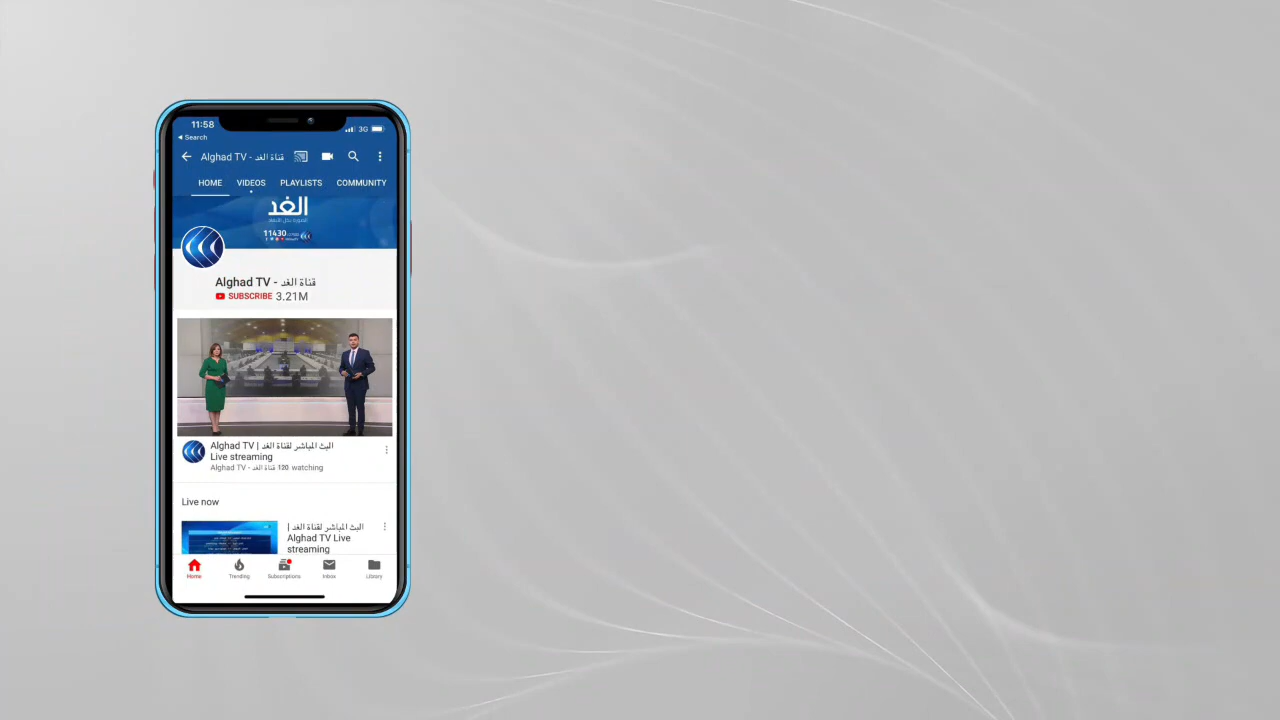 11:58
3G
Search
Alghad TV - قناة الغد
HOME VIDEOS PLAYLISTS COMMUNITY
الغد
11430
Alghad TV - قناة الغد
SUBSCRIBE 3.21M
Alghad TV | البث المباشر لقناة الغد
Live streaming
Alghad TV - قناة الغد 120 watching
Live now
البث المباشر لقناة الغد |
Alghad TV Live
streaming
Home Trending Subscriptions Inbox Library